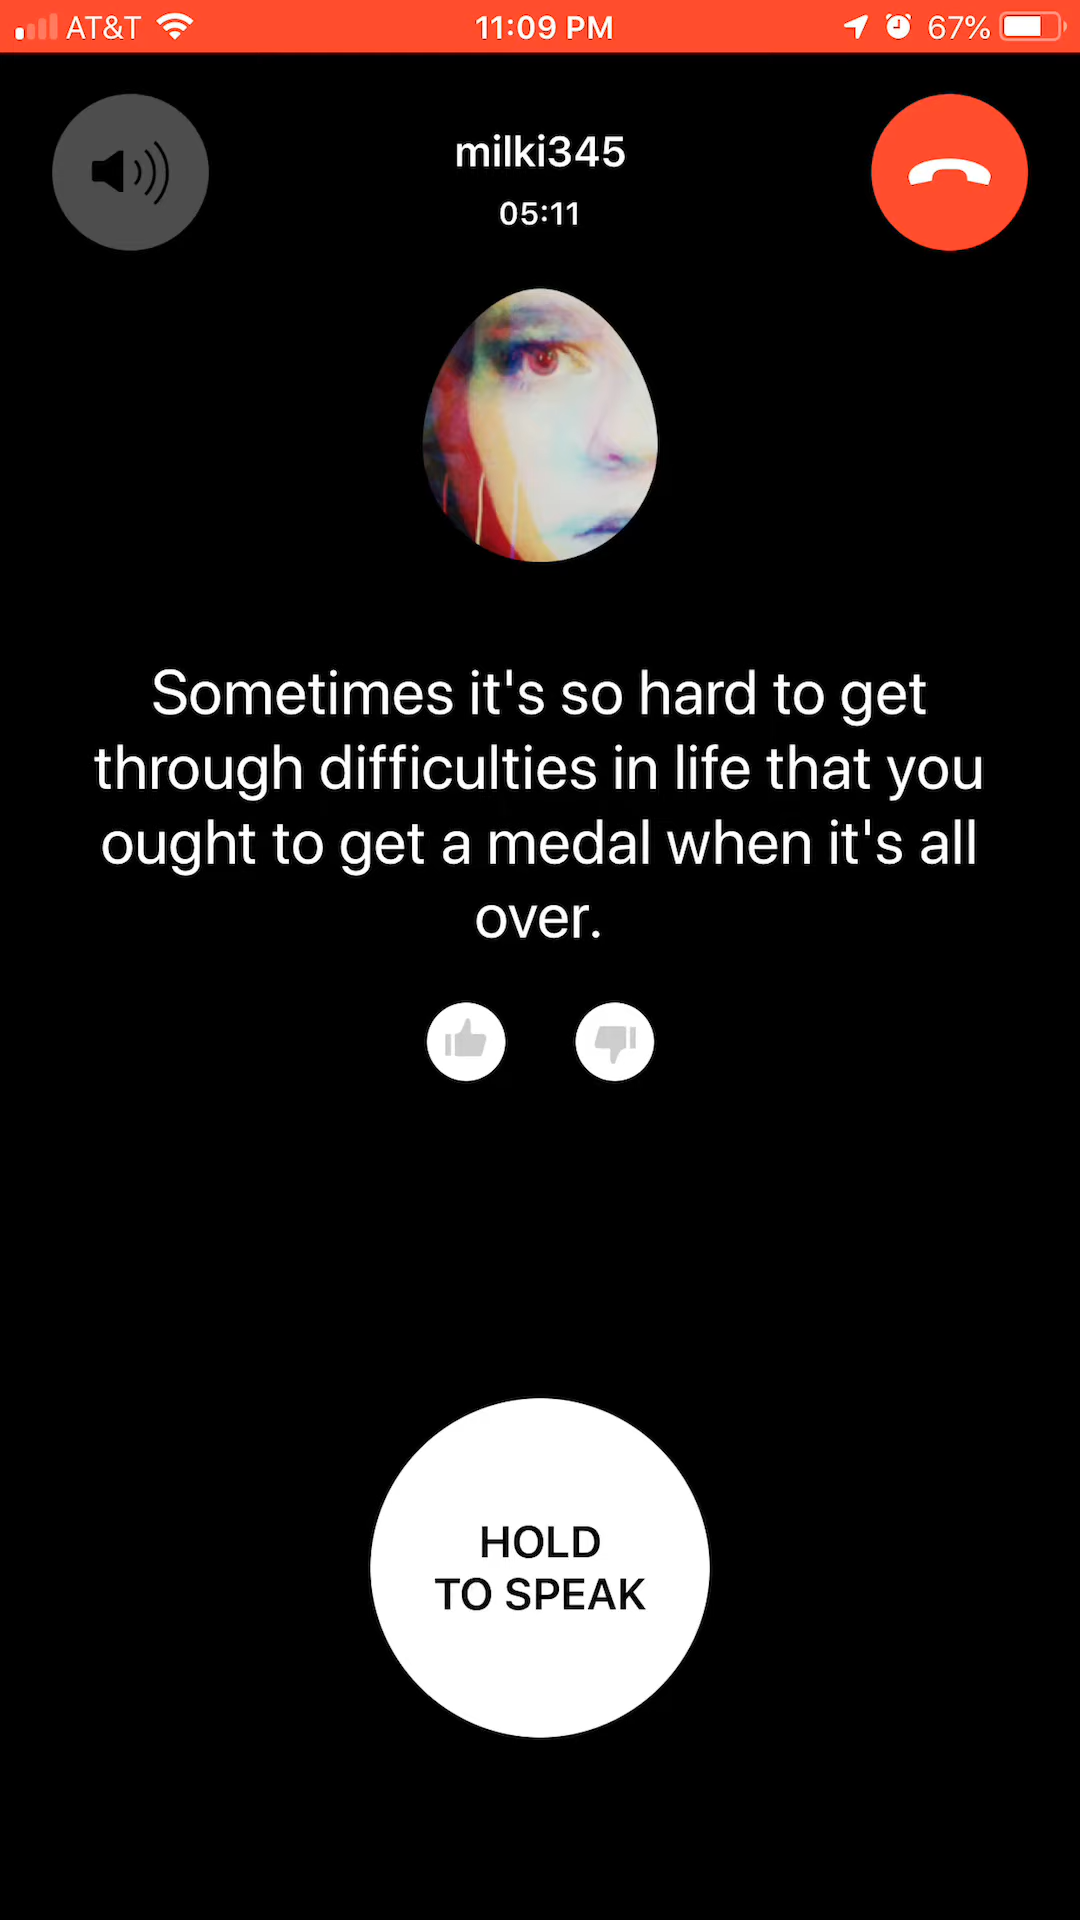 AT&T 11:09 PM 67%
milki345
05:11
Sometimes it's so hard to get
through difficulties in life that you
ought to get a medal when it's all
over.
HOLD
TO SPEAK